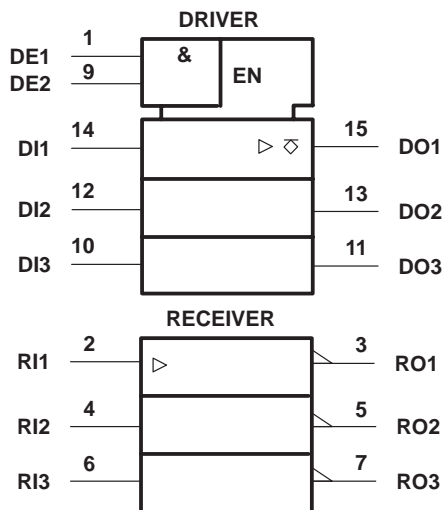 DRIVER
1
DE1
9
DE2
&
EN
14
DI1
15
DO1
12
DI2
13
DO2
10
DI3
11
DO3
RECEIVER
2
RI1
3
RO1
4
RI2
5
RO2
6
RI3
7
RO3